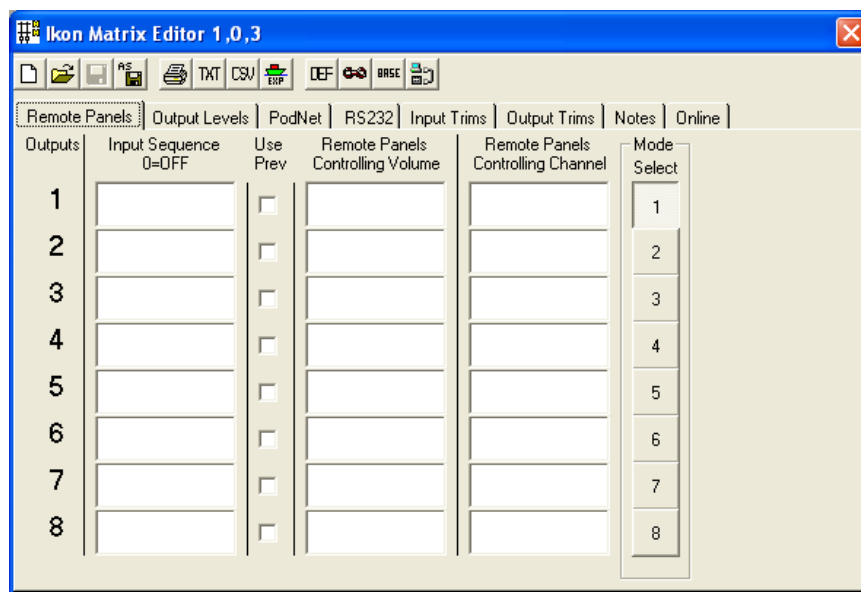 Ikon Matrix Editor 1,0,3
AS TXT CSV EXP DEF BASE
Remote Panels Output Levels PodNet RS232 Input Trims Output Trims Notes Online
Outputs Input Sequence 0=OFF Use Prev Remote Panels Controlling Volume Remote Panels Controlling Channel Mode Select
1 1
2 2
3 3
4 4
5 5
6 6
7 7
8 8